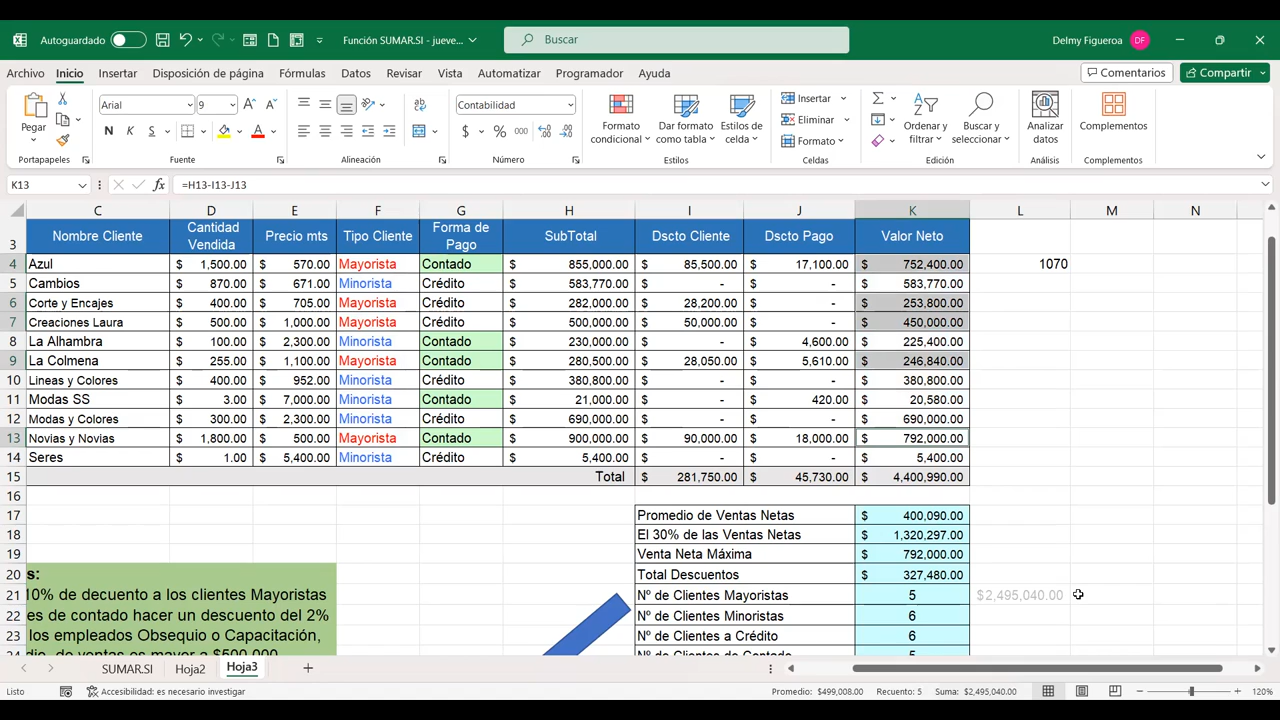 Autoguardado Función SUMAR.SI - jueve... Buscar Delmy Figueroa DF
Archivo Inicio Insertar Disposición de página Fórmulas Datos Revisar Vista Automatizar Programador Ayuda Comentarios Compartir
Pegar Arial 9 Contabilidad Formato condicional Dar formato como tabla Estilos de celda Insertar Eliminar Formato Ordenar y filtrar Buscar y seleccionar Analizar datos Complementos
N K S $ % 000
Portapapeles Fuente Alineación Número Estilos Celdas Edición Análisis Complementos
K13 fx =H13-I13-J13
C D E F G H I J K L M N
3 Nombre Cliente Cantidad Vendida Precio mts Tipo Cliente Forma de Pago SubTotal Dscto Cliente Dscto Pago Valor Neto
4 Azul $ 1,500.00 $ 570.00 Mayorista Contado $ 855,000.00 $ 85,500.00 $ 17,100.00 $ 752,400.00 1070
5 Cambios $ 870.00 $ 671.00 Minorista Crédito $ 583,770.00 $ - $ - $ 583,770.00
6 Corte y Encajes $ 400.00 $ 705.00 Mayorista Crédito $ 282,000.00 $ 28,200.00 $ - $ 253,800.00
7 Creaciones Laura $ 500.00 $ 1,000.00 Mayorista Crédito $ 500,000.00 $ 50,000.00 $ - $ 450,000.00
8 La Alhambra $ 100.00 $ 2,300.00 Minorista Contado $ 230,000.00 $ - $ 4,600.00 $ 225,400.00
9 La Colmena $ 255.00 $ 1,100.00 Mayorista Contado $ 280,500.00 $ 28,050.00 $ 5,610.00 $ 246,840.00
10 Lineas y Colores $ 400.00 $ 952.00 Minorista Crédito $ 380,800.00 $ - $ - $ 380,800.00
11 Modas SS $ 3.00 $ 7,000.00 Minorista Contado $ 21,000.00 $ - $ 420.00 $ 20,580.00
12 Modas y Colores $ 300.00 $ 2,300.00 Minorista Crédito $ 690,000.00 $ - $ - $ 690,000.00
13 Novias y Novias $ 1,800.00 $ 500.00 Mayorista Contado $ 900,000.00 $ 90,000.00 $ 18,000.00 $ 792,000.00
14 Seres $ 1.00 $ 5,400.00 Minorista Crédito $ 5,400.00 $ - $ - $ 5,400.00
15 Total $ 281,750.00 $ 45,730.00 $ 4,400,990.00
16
17 Promedio de Ventas Netas $ 400,090.00
18 El 30% de las Ventas Netas $ 1,320,297.00
19 Venta Neta Máxima $ 792,000.00
20 s: Total Descuentos $ 327,480.00
21 10% de decuento a los clientes Mayoristas Nº de Clientes Mayoristas 5 $2,495,040.00
22 es de contado hacer un descuento del 2% Nº de Clientes Minoristas 6
23 los empleados Obsequio o Capacitación, Nº de Clientes a Crédito 6
24 dio de ventas es mayor a $500,000 Nº de Clientes de Contado 5
SUMAR.SI Hoja2 Hoja3
Listo Accesibilidad: es necesario investigar Promedio: $499,008.00 Recuento: 5 Suma: $2,495,040.00 120%